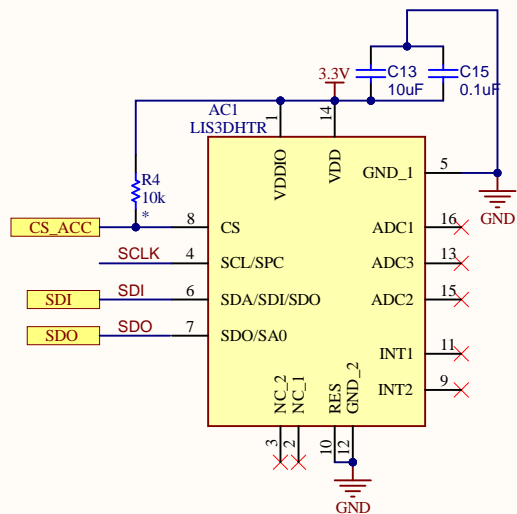 3.3V
C13
10uF
C15
0.1uF
AC1
LIS3DHTR
1
14
VDDIO
VDD
R4
10k
*
GND_1
5
GND
CS_ACC
8
CS
ADC1
16
SCLK
4
SCL/SPC
ADC3
13
SDI
SDI
6
SDA/SDI/SDO
ADC2
15
SDO
SDO
7
SDO/SA0
INT1
11
INT2
9
NC_2
NC_1
RES
GND_2
3
2
10
12
GND